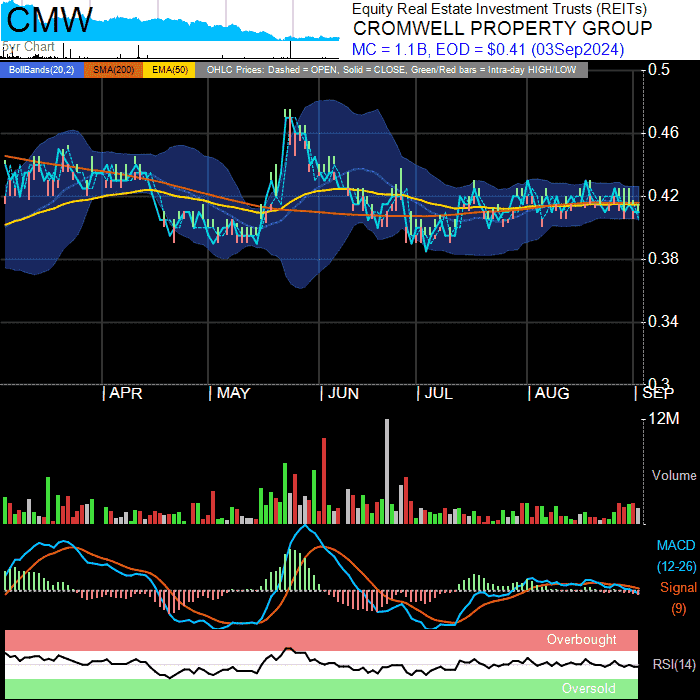 CMW
5yr Chart
Equity Real Estate Investment Trusts (REITs)
CROMWELL PROPERTY GROUP
MC = 1.1B, EOD = $0.41 (03Sep2024)
BollBands(20,2) SMA(200) EMA(50) OHLC Prices: Dashed = OPEN, Solid = CLOSE, Green/Red bars = Intra-day HIGH/LOW
0.5
0.46
0.42
0.38
0.34
0.3
APR MAY JUN JUL AUG SEP
12M
Volume
MACD
(12-26)
Signal
(9)
Overbought
RSI(14)
Oversold